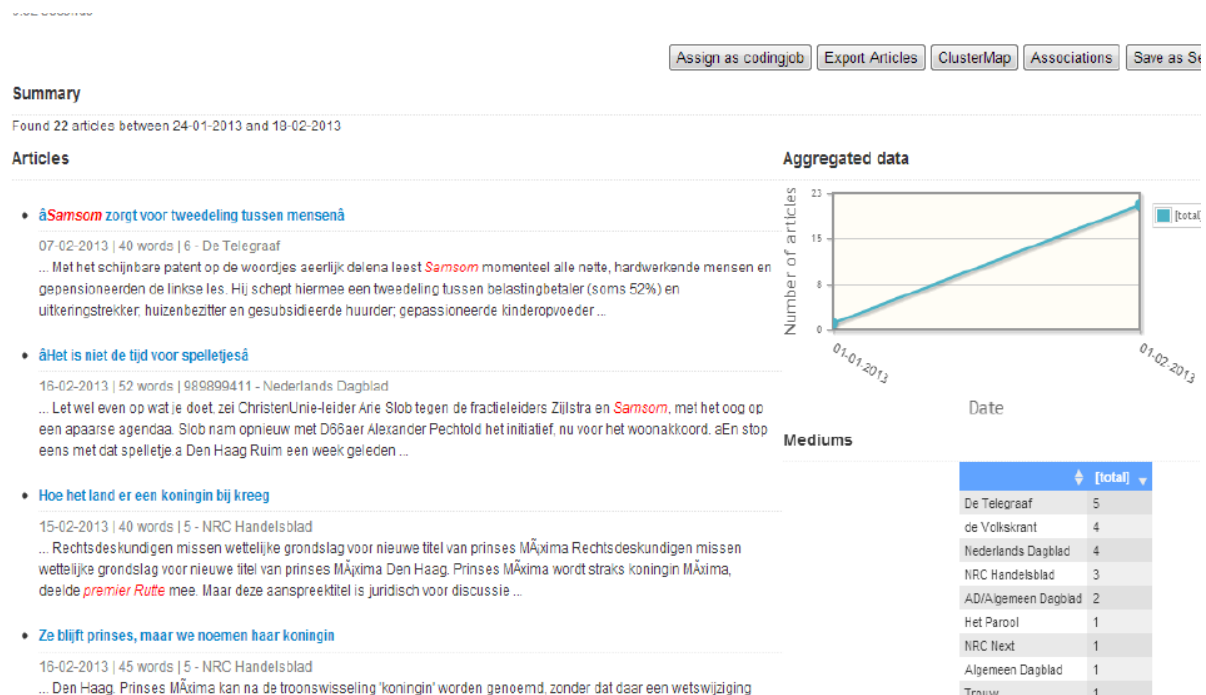 Assign as codingjob Export Articles ClusterMap Associations Save as Se
Summary
Found 22 articles between 24-01-2013 and 18-02-2013
Articles
âSamsom zorgt voor tweedeling tussen mensenâ
07-02-2013 | 40 words | 6 - De Telegraaf
... Met het schijnbare patent op de woordjes aeerlijk delena leest Samsom momenteel alle nette, hardwerkende mensen en
gepensioneerden de linkse les. Hij schept hiermee een tweedeling tussen belastingbetaler (soms 52%) en
uitkeringstrekker, huizenbezitter en gesubsidieerde huurder; gepassioneerde kinderopvoeder ...
âHet is niet de tijd voor spelletjesâ
16-02-2013 | 52 words | 989899411 - Nederlands Dagblad
... Let wel even op wat je doet, zei ChristenUnie-leider Arie Slob tegen de fractieleiders Zijlstra en Samsom, met het oog op
een apaarse agendaa. Slob nam opnieuw met D66aer Alexander Pechtold het initiatief, nu voor het woonakkoord. aEn stop
eens met dat spelletje.a Den Haag Ruim een week geleden ...
Hoe het land er een koningin bij kreeg
15-02-2013 | 40 words | 5 - NRC Handelsblad
... Rechtsdeskundigen missen wettelijke grondslag voor nieuwe titel van prinses MÃ¡xima Rechtsdeskundigen missen
wettelijke grondslag voor nieuwe titel van prinses MÃ¡xima Den Haag. Prinses MÃxima wordt straks koningin MÃxima,
deelde premier Rutte mee. Maar deze aanspreektitel is juridisch voor discussie ...
Ze blijft prinses, maar we noemen haar koningin
16-02-2013 | 45 words | 5 - NRC Handelsblad
... Den Haag. Prinses MÃxima kan na de troonswisseling 'koningin' worden genoemd, zonder dat daar een wetswijziging
Aggregated data
Number of articles
23
15
8
0
01-01-2013
01-02-2013
Date
[total]
Mediums
[total]
De Telegraaf 5
de Volkskrant 4
Nederlands Dagblad 4
NRC Handelsblad 3
AD/Algemeen Dagblad 2
Het Parool 1
NRC Next 1
Algemeen Dagblad 1
Trouw 1